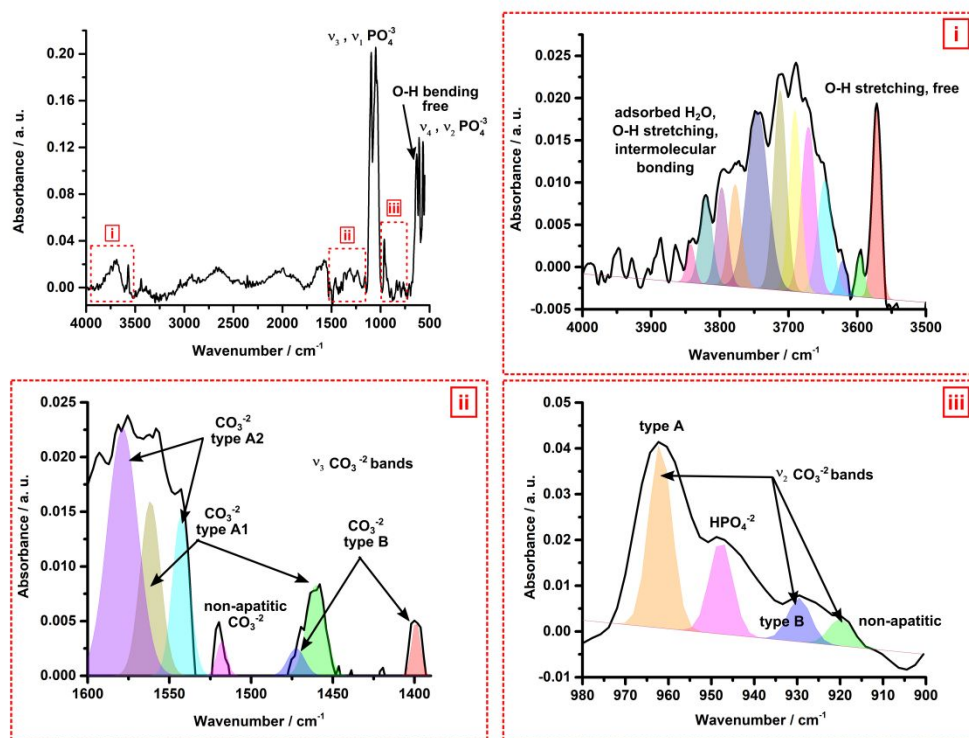 ν3 , ν1 PO4-3
O-H bending
free
ν4 , ν2 PO4-3
i
ii
iii
0.20
0.16
0.12
0.08
0.04
0.00
Absorbance / a. u.
4000 3500 3000 2500 2000 1500 1000 500
Wavenumber / cm-1
i
0.030
0.025
0.020
0.015
0.010
0.005
0.000
-0.005
Absorbance / a. u.
adsorbed H2O,
O-H stretching,
intermolecular
bonding
O-H stretching, free
4000 3900 3800 3700 3600 3500
Wavenumber / cm-1
ii
0.025
0.020
0.015
0.010
0.005
0.000
Absorbance / a. u.
CO3-2
type A2
ν3 CO3-2 bands
CO3-2
type A1
CO3-2
type B
non-apatitic
CO3-2
1600 1550 1500 1450 1400
Wavenumber / cm-1
iii
0.05
0.04
0.03
0.02
0.01
0.00
-0.01
Absorbance / a. u.
type A
ν2 CO3-2 bands
HPO4-2
type B
non-apatitic
980 970 960 950 940 930 920 910 900
Wavenumber / cm-1